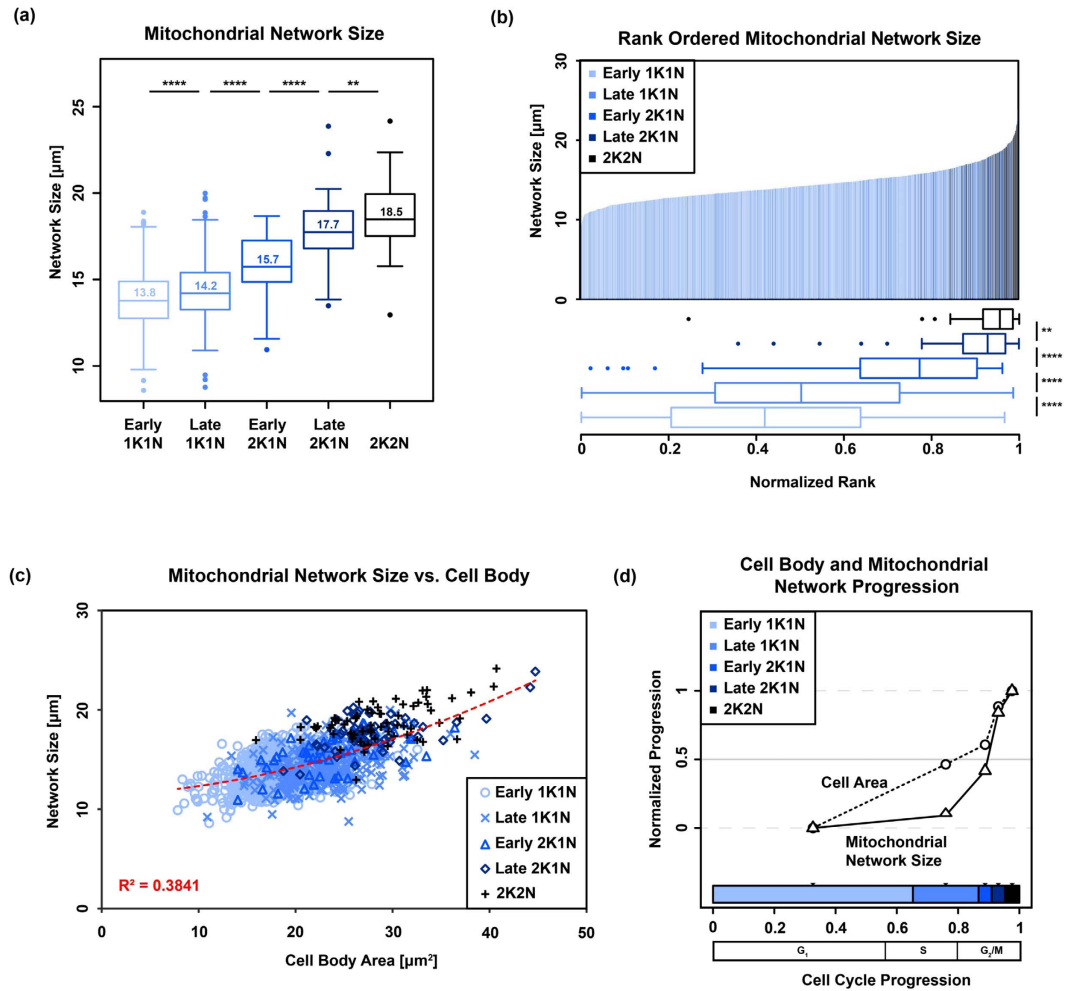 (a)
Mitochondrial Network Size
**** **** **** **
Network Size [µm]
25
20
15
10
13.8
14.2
15.7
17.7
18.5
Early 1K1N
Late 1K1N
Early 2K1N
Late 2K1N
2K2N
(b)
Rank Ordered Mitochondrial Network Size
Network Size [µm]
30
20
10
0
Early 1K1N
Late 1K1N
Early 2K1N
Late 2K1N
2K2N
**
****
****
****
0 0.2 0.4 0.6 0.8 1
Normalized Rank
(c)
Mitochondrial Network Size vs. Cell Body
Network Size [µm]
30
20
10
0
Early 1K1N
Late 1K1N
Early 2K1N
Late 2K1N
2K2N
R² = 0.3841
0 10 20 30 40 50
Cell Body Area [µm²]
(d)
Cell Body and Mitochondrial
Network Progression
Normalized Progression
Early 1K1N
Late 1K1N
Early 2K1N
Late 2K1N
2K2N
1
0.5
0
Cell Area
Mitochondrial
Network Size
0 0.2 0.4 0.6 0.8 1
G₁ S G₂/M
Cell Cycle Progression